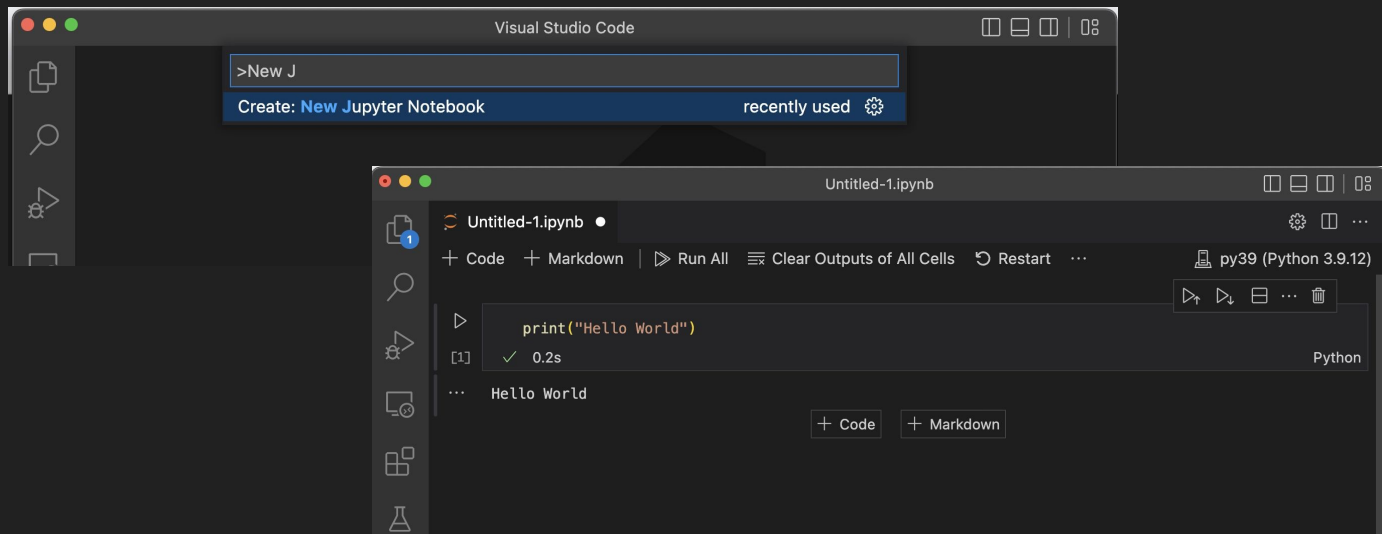 Visual Studio Code
>New J
Create: New Jupyter Notebook recently used
Untitled-1.ipynb
Untitled-1.ipynb
1
+ Code + Markdown Run All Clear Outputs of All Cells Restart ... py39 (Python 3.9.12)
...
print("Hello World")
[1] 0.2s Python
... Hello World
+ Code + Markdown